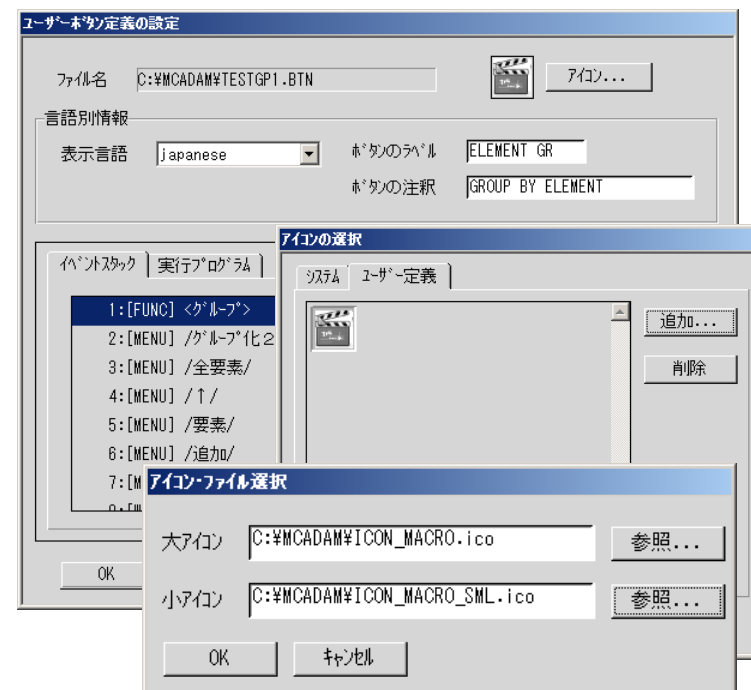 ユーザーボタン定義の設定
ファイル名 C:¥MCADAM¥TESTGP1.BTN アイコン...
言語別情報
表示言語 japanese ボタンのラベル ELEMENT GR
ボタンの注釈 GROUP BY ELEMENT
イベントスタック 実行プログラム
1:[FUNC] <グループ>
2:[MENU] /グループ化2
3:[MENU] /全要素/
4:[MENU] /↑/
5:[MENU] /要素/
6:[MENU] /追加/
7:[M
OK
アイコンの選択
システム ユーザー定義
追加...
削除
アイコン・ファイル選択
大アイコン C:¥MCADAM¥ICON_MACRO.ico 参照...
小アイコン C:¥MCADAM¥ICON_MACRO_SML.ico 参照...
OK キャンセル